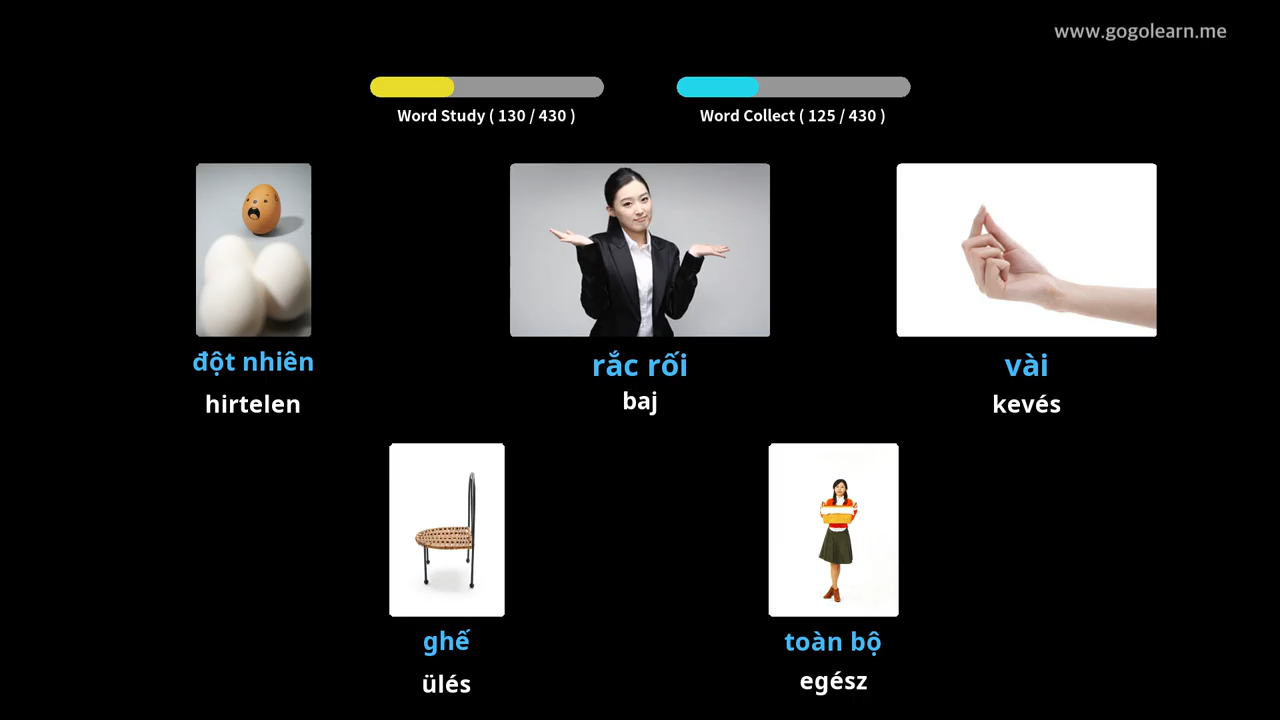 www.gogolearn.me
Word Study ( 130 / 430 )
Word Collect ( 125 / 430 )
đột nhiên
hirtelen
rắc rối
baj
vài
kevés
ghế
ülés
toàn bộ
egész